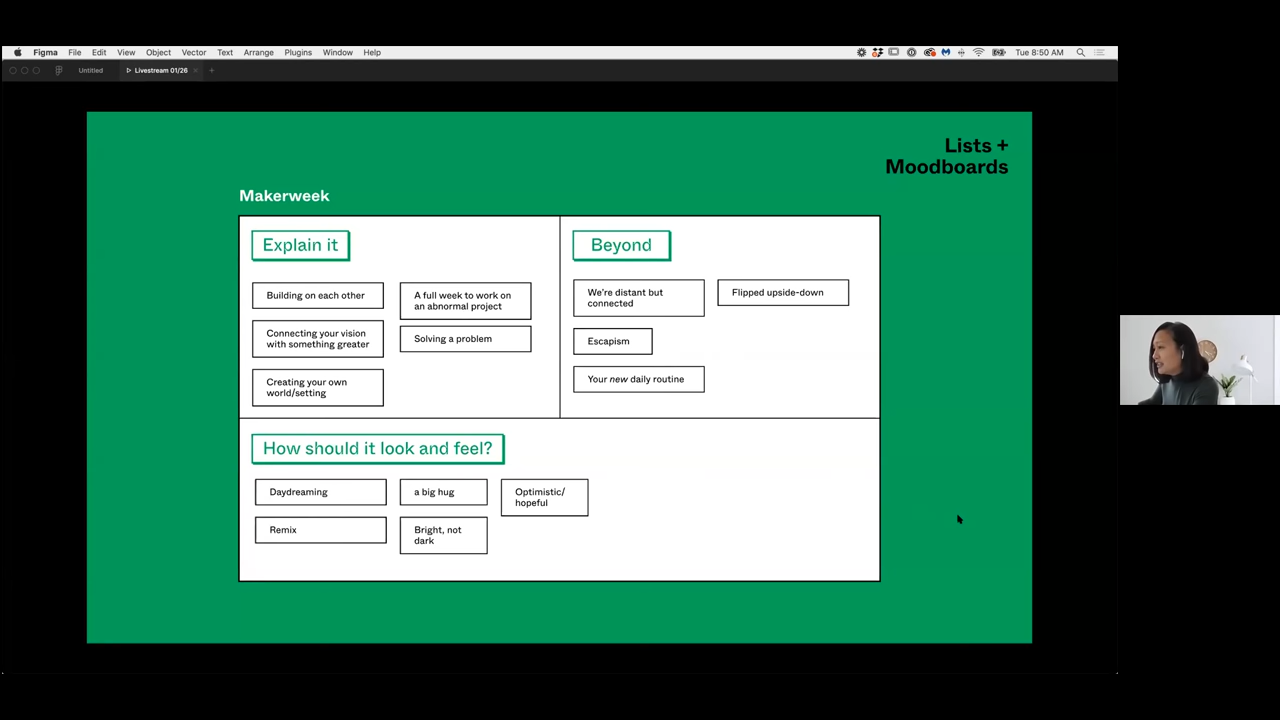 Figma File Edit View Object Vector Text Arrange Plugins Window Help Tue 8:50 AM
Untitled Livestream 01/26
Lists +
Moodboards
Makerweek
Explain it
Building on each other
A full week to work on
an abnormal project
Connecting your vision
with something greater
Solving a problem
Creating your own
world/setting
Beyond
We're distant but
connected
Flipped upside-down
Escapism
Your new daily routine
How should it look and feel?
Daydreaming
a big hug
Optimistic/
hopeful
Remix
Bright, not
dark